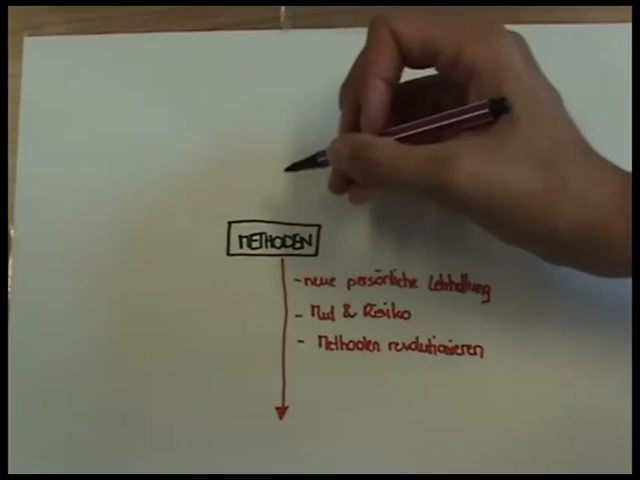 METHODEN
- neue persönliche Lehrhaltung
- Mut & Risiko
- Methoden revolutionieren